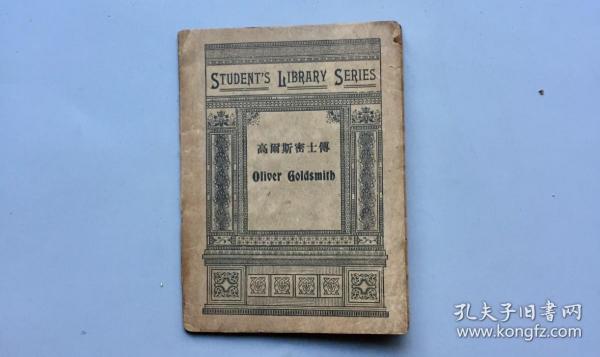 STUDENT'S LIBRARY SERIES
高爾斯密士傳
Oliver Goldsmith
孔夫子旧书网
www.kongfz.com